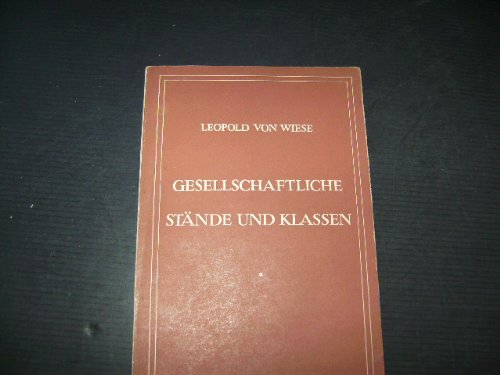 LEOPOLD VON WIESE
GESELLSCHAFTLICHE
STÄNDE UND KLASSEN